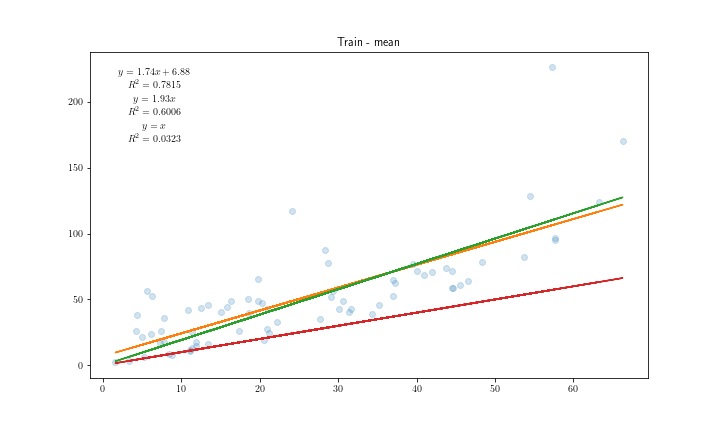 Train - mean
y = 1.74x + 6.88
R² = 0.7815
y = 1.93x
R² = 0.6006
y = x
R² = 0.0323
200
150
100
50
0
0 10 20 30 40 50 60